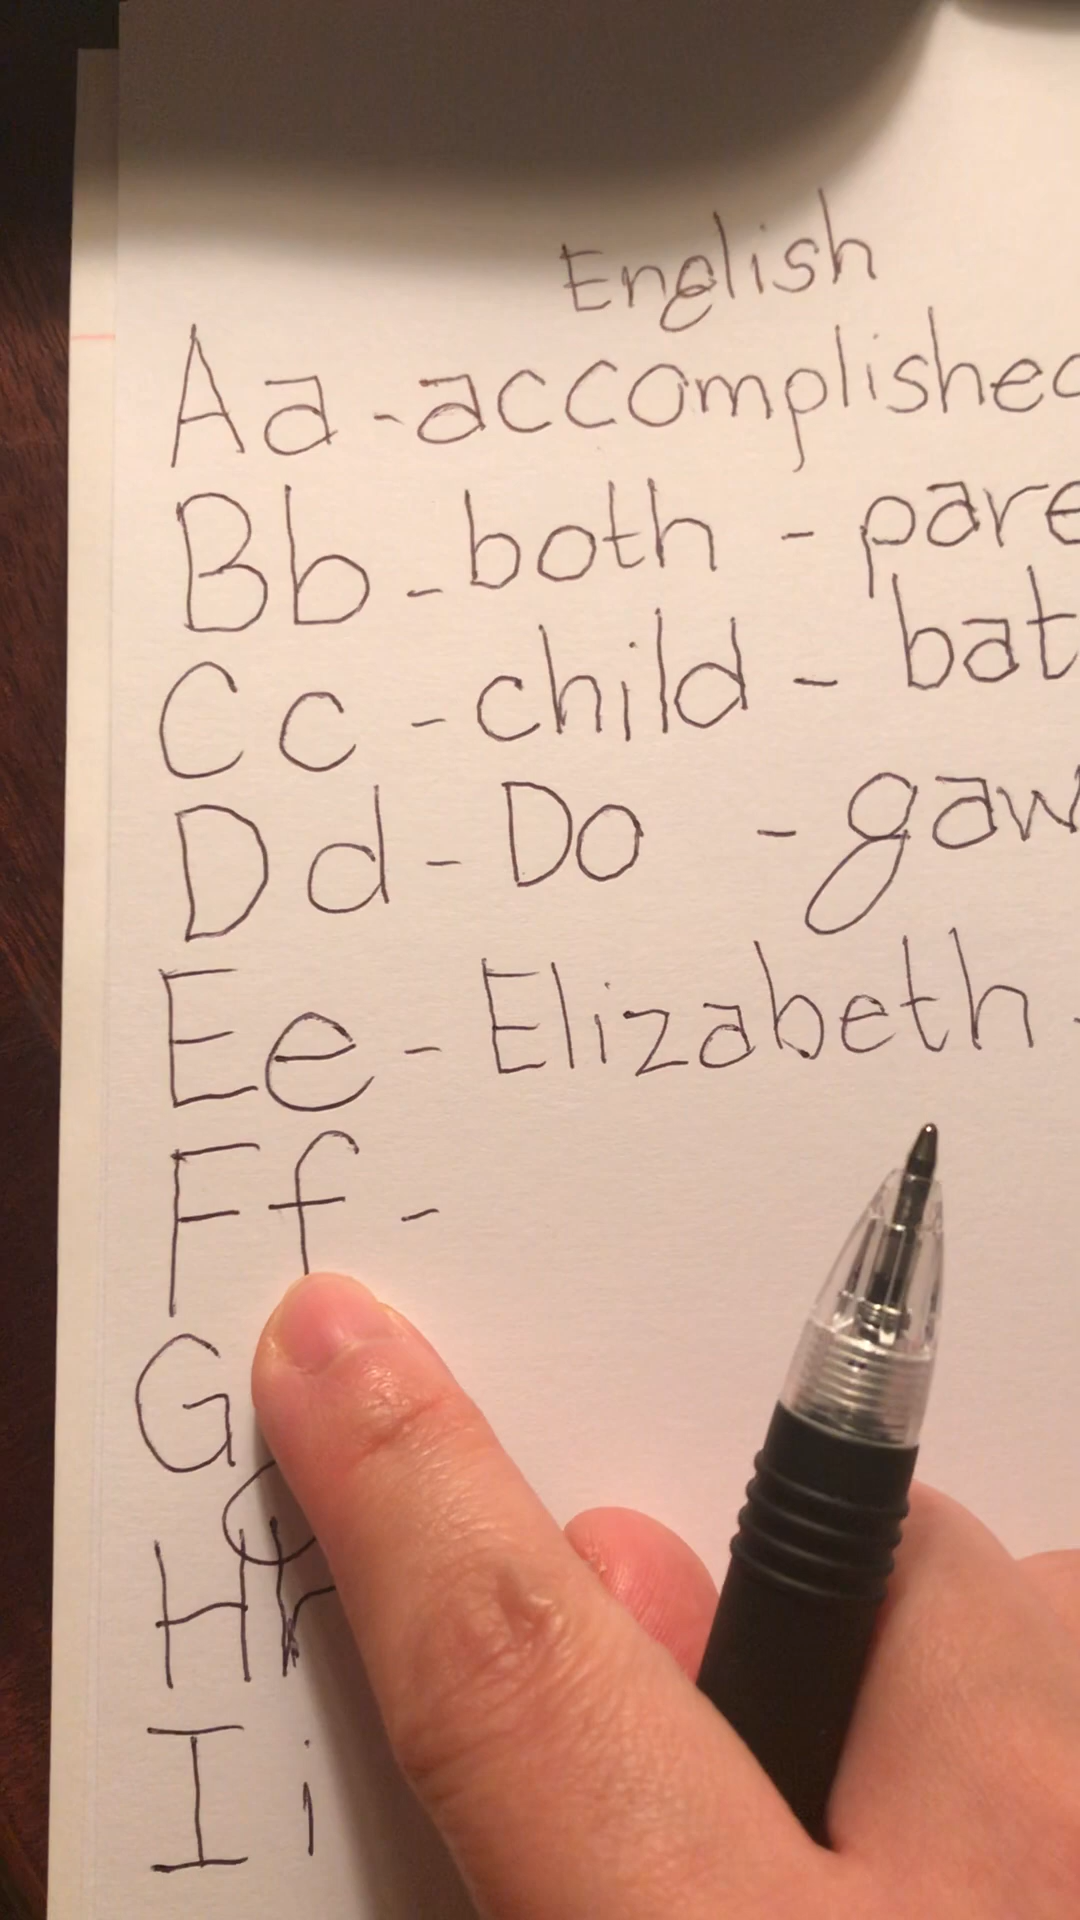 English
Aa - accomplished
Bb - both - pare
Cc - child - bat
Dd - Do - gaw
Ee - Elizabeth -
Ff -
G
H h
I i